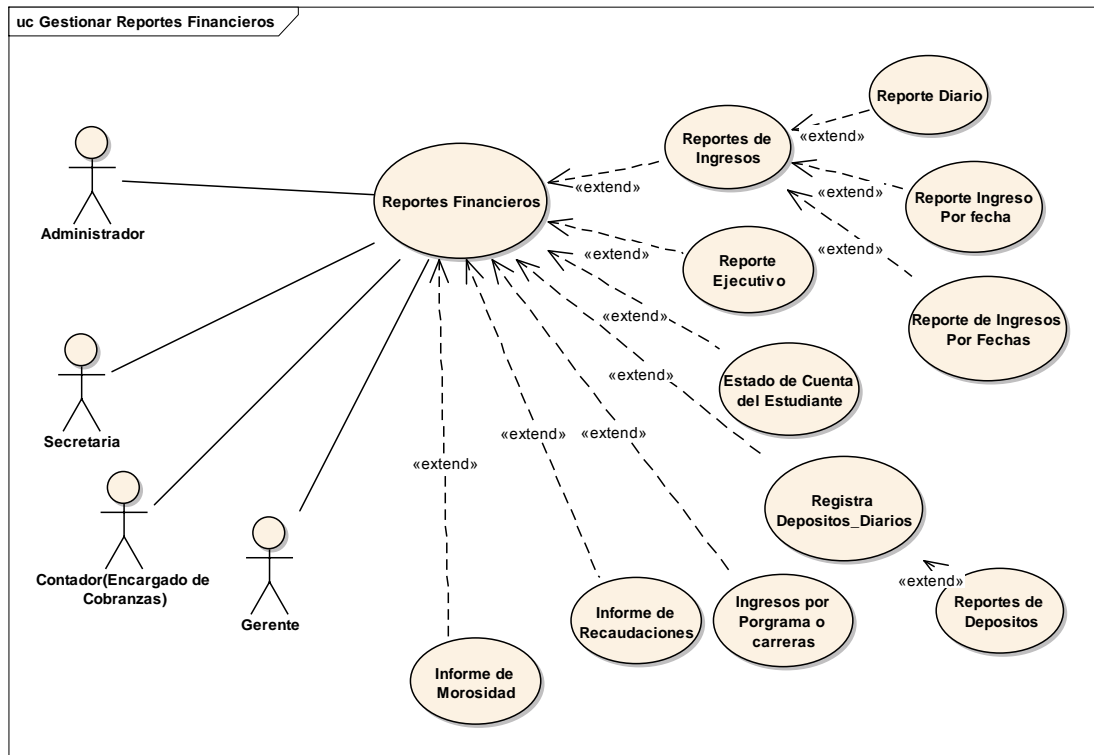 uc Gestionar Reportes Financieros
Administrador
Secretaria
Contador(Encargado de
Cobranzas)
Gerente
Reportes Financieros
Reportes de
Ingresos
Reporte Diario
Reporte Ingreso
Por fecha
Reporte de Ingresos
Por Fechas
Reporte
Ejecutivo
Estado de Cuenta
del Estudiante
Registra
Depositos_Diarios
Reportes de
Depositos
Ingresos por
Porgrama o
carreras
Informe de
Recaudaciones
Informe de
Morosidad
«extend»
«extend»
«extend»
«extend»
«extend»
«extend»
«extend»
«extend»
«extend»
«extend»
«extend»